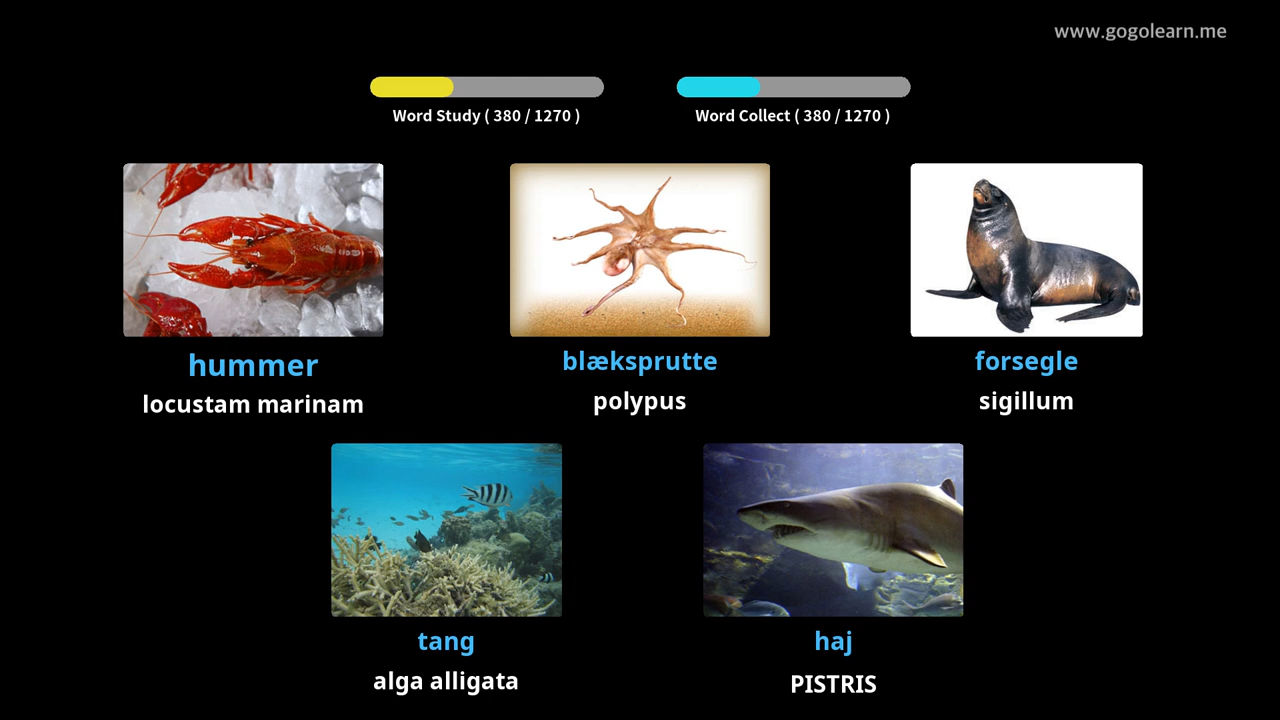 www.gogolearn.me
Word Study ( 380 / 1270 )
Word Collect ( 380 / 1270 )
hummer
locustam marinam
blæksprutte
polypus
forsegle
sigillum
tang
alga alligata
haj
PISTRIS